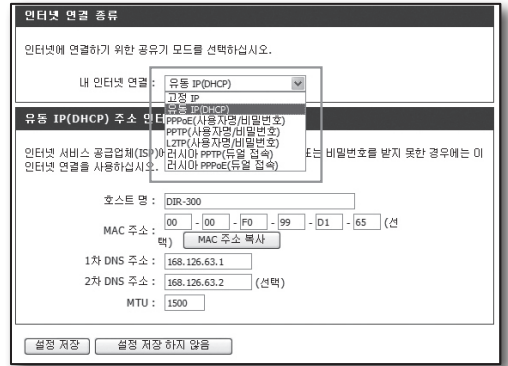 인터넷 연결 종류
인터넷에 연결하기 위한 공유기 모드를 선택하십시오.
내 인터넷 연결 : 유동 IP(DHCP)
고정 IP
유동 IP(DHCP)
PPPoE(사용자명/비밀번호)
PPTP(사용자명/비밀번호)
L2TP(사용자명/비밀번호)
러시아 PPTP(듀얼 접속)
러시아 PPPoE(듀얼 접속)
유동 IP(DHCP) 주소 인터
인터넷 서비스 공급업체(ISP)에 또는 비밀번호를 받지 못한 경우에는 이
인터넷 연결을 사용하십시오.
호스트 명 : DIR-300
MAC 주소 : 00 - 00 - F0 - 99 - D1 - 65 (선
택) MAC 주소 복사
1차 DNS 주소 : 168.126.63.1
2차 DNS 주소 : 168.126.63.2 (선택)
MTU : 1500
설정 저장 설정 저장 하지 않음